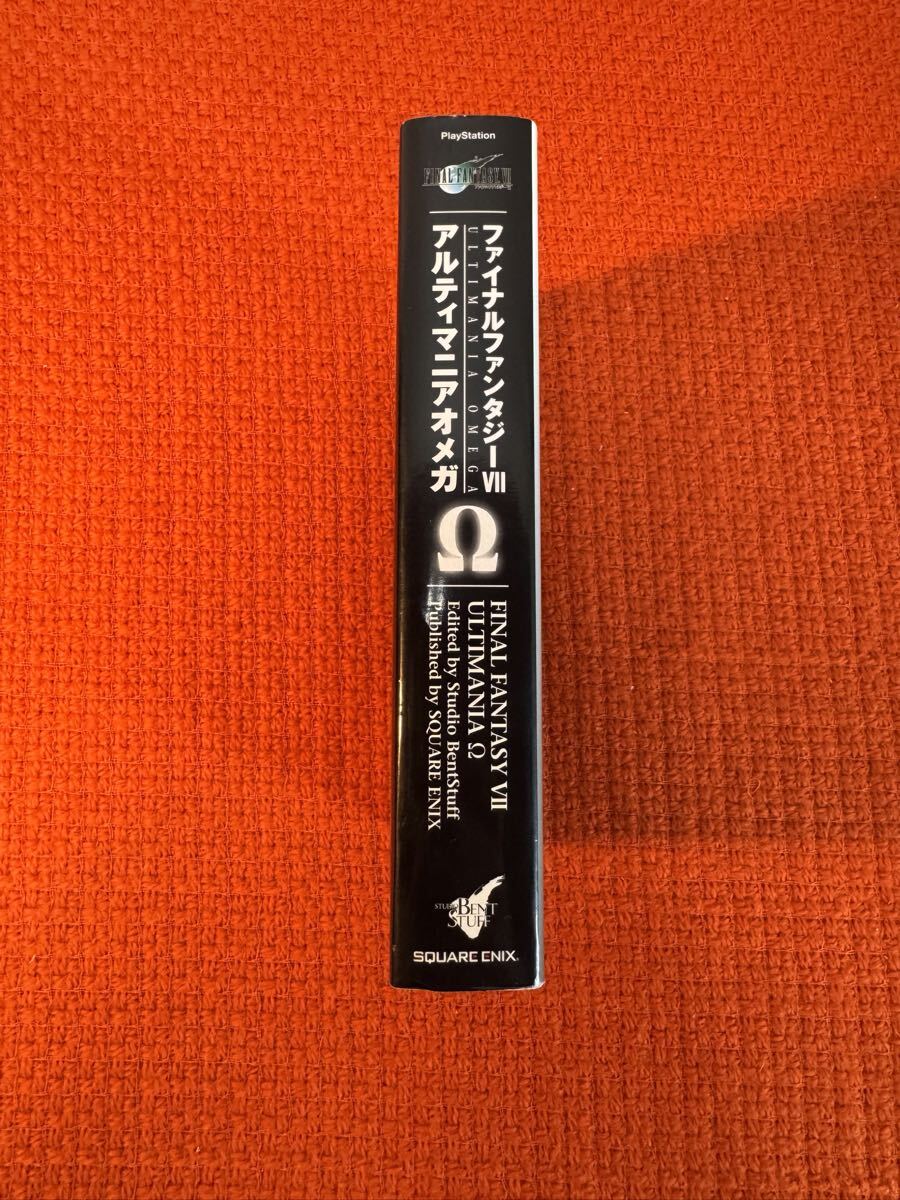 PlayStation
FINAL FANTASY VII
ファイナルファンタジーVII
ULTIMANIA OMEGA
アルティマニアオメガ
Ω
FINAL FANTASY VII
ULTIMANIA Ω
Edited by Studio BentStuff
Published by SQUARE ENIX
STUDIO BENT
STUFF
SQUARE ENIX